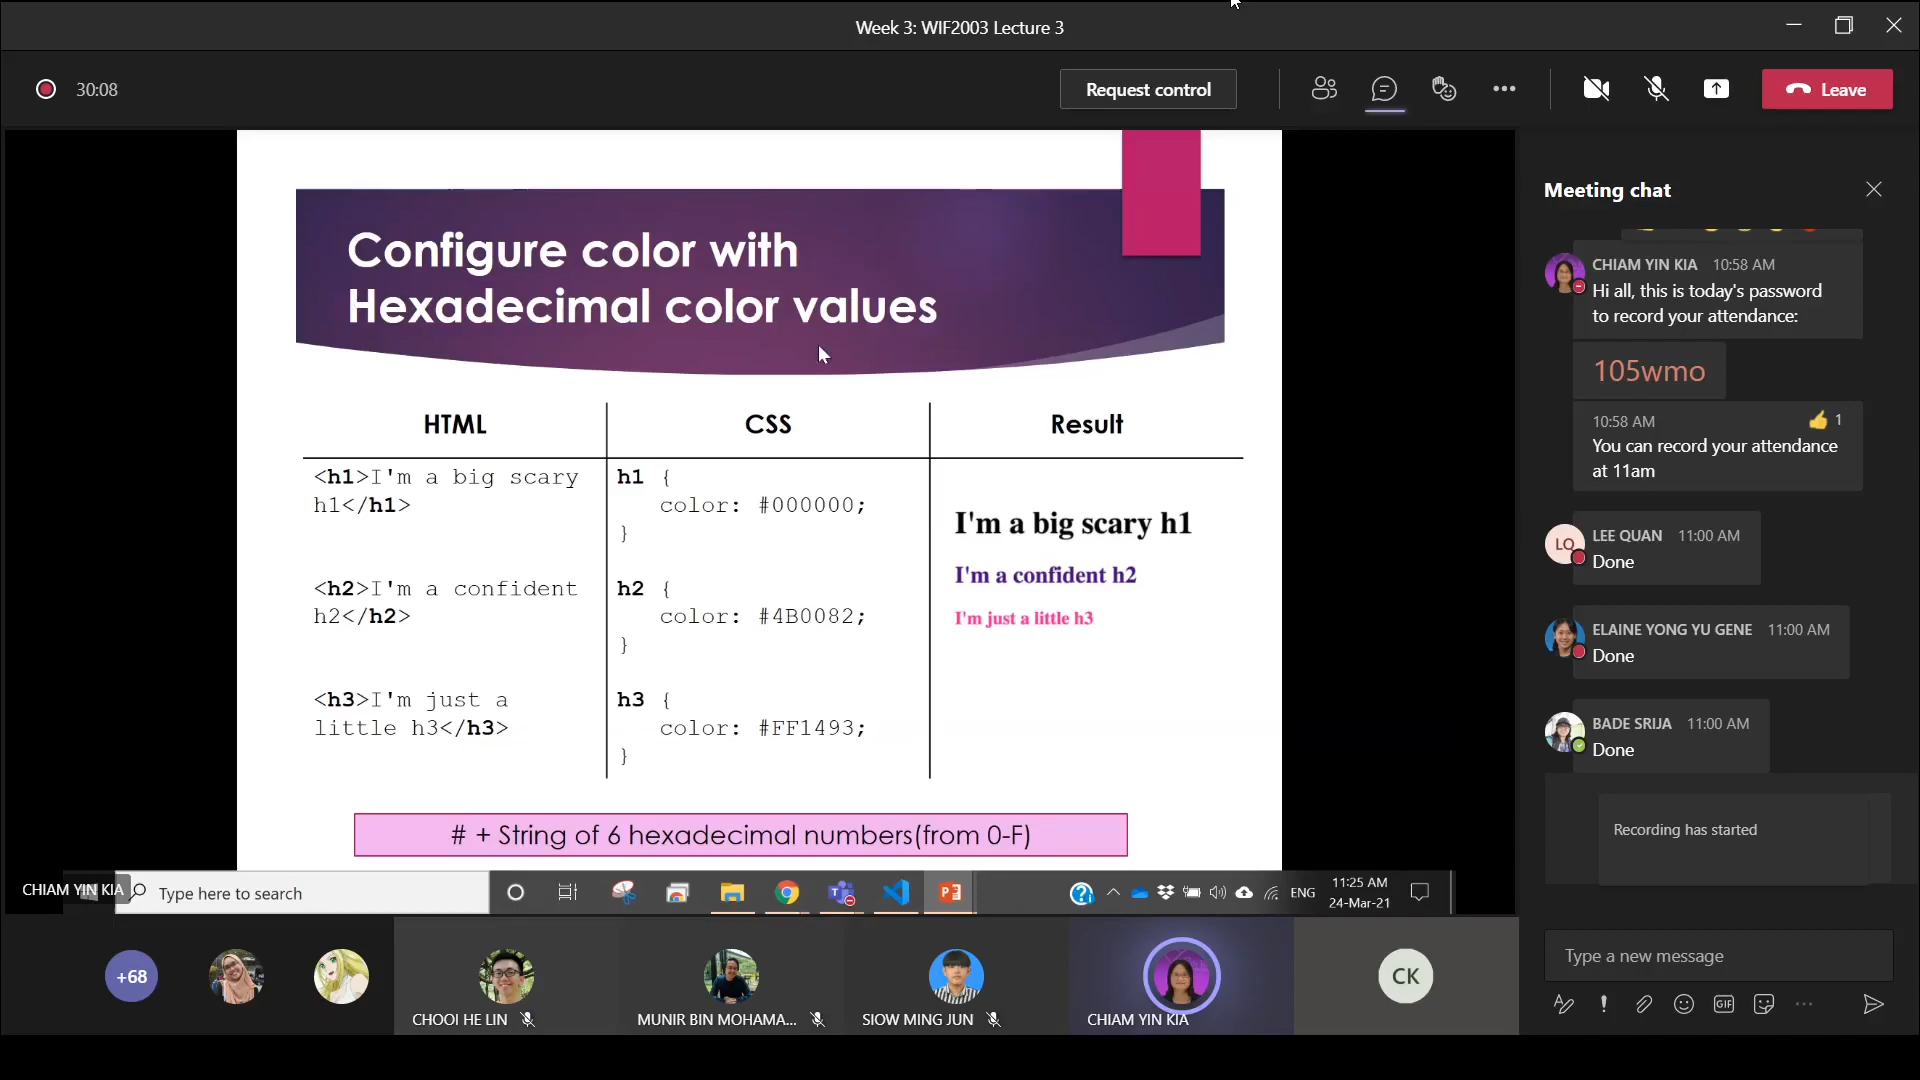 Week 3: WIF2003 Lecture 3
30:08
Request control
Leave
Configure color with
Hexadecimal color values
HTML
CSS
Result
<h1>I'm a big scary
h1</h1>
h1 {
color: #000000;
}
<h2>I'm a confident
h2</h2>
h2 {
color: #4B0082;
}
<h3>I'm just a
little h3</h3>
h3 {
color: #FF1493;
}
I'm a big scary h1
I'm a confident h2
I'm just a little h3
# + String of 6 hexadecimal numbers(from 0-F)
CHIAM YIN KIA
Type here to search
ENG
11:25 AM
24-Mar-21
+68
CHOOI HE LIN
MUNIR BIN MOHAMA...
SIOW MING JUN
CHIAM YIN KIA
CK
Meeting chat
CHIAM YIN KIA 10:58 AM
Hi all, this is today's password
to record your attendance:
105wmo
10:58 AM
1
You can record your attendance
at 11am
LQ
LEE QUAN 11:00 AM
Done
ELAINE YONG YU GENE 11:00 AM
Done
BADE SRIJA 11:00 AM
Done
Recording has started
Type a new message
GIF